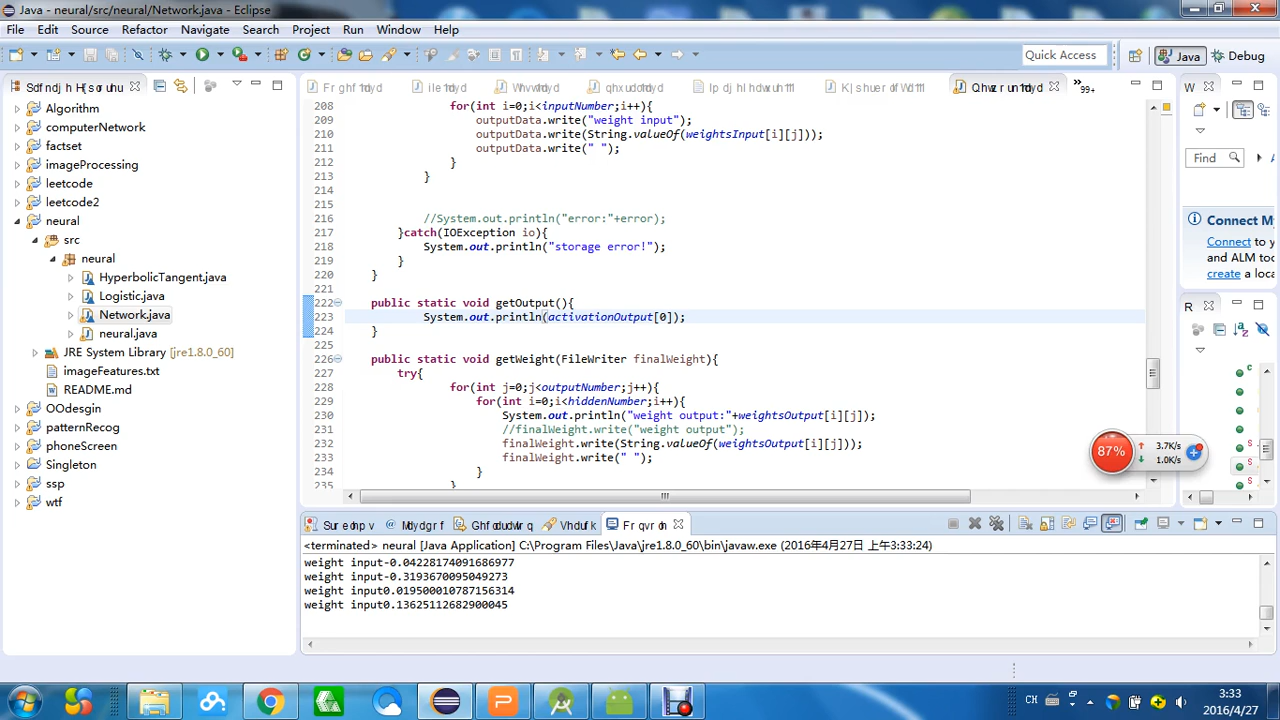 Java - neural/src/neural/Network.java - Eclipse
File Edit Source Refactor Navigate Search Project Run Window Help
Quick Access
Java
Debug
99+
W
Algorithm
computerNetwork
factset
imageProcessing
leetcode
leetcode2
neural
src
neural
HyperbolicTangent.java
Logistic.java
Network.java
neural.java
JRE System Library [jre1.8.0_60]
imageFeatures.txt
README.md
OOdesgin
patternRecog
phoneScreen
Singleton
ssp
wtf
208 for(int i=0;i<inputNumber;i++){
209 outputData.write("weight input");
210 outputData.write(String.valueOf(weightsInput[i][j]));
211 outputData.write(" ");
212 }
213 }
214
215
216 //System.out.println("error:"+error);
217 }catch(IOException io){
218 System.out.println("storage error!");
219 }
220 }
221
222 public static void getOutput(){
223 System.out.println(activationOutput[0]);
224 }
225
226 public static void getWeight(FileWriter finalWeight){
227 try{
228 for(int j=0;j<outputNumber;j++){
229 for(int i=0;i<hiddenNumber;i++){
230 System.out.println("weight output:"+weightsOutput[i][j]);
231 //finalWeight.write("weight output");
232 finalWeight.write(String.valueOf(weightsOutput[i][j]));
233 finalWeight.write(" ");
234 }
Find
Connect M
Connect to
and ALM to
create a loca
R
87%
3.7K/s
1.0K/s
<terminated> neural [Java Application] C:\Program Files\Java\jre1.8.0_60\bin\javaw.exe (2016年4月27日 上午3:33:24)
weight input-0.04228174091686977
weight input-0.3193670095049273
weight input0.019500010787156314
weight input0.13625112682900045
CH
3:33
2016/4/27